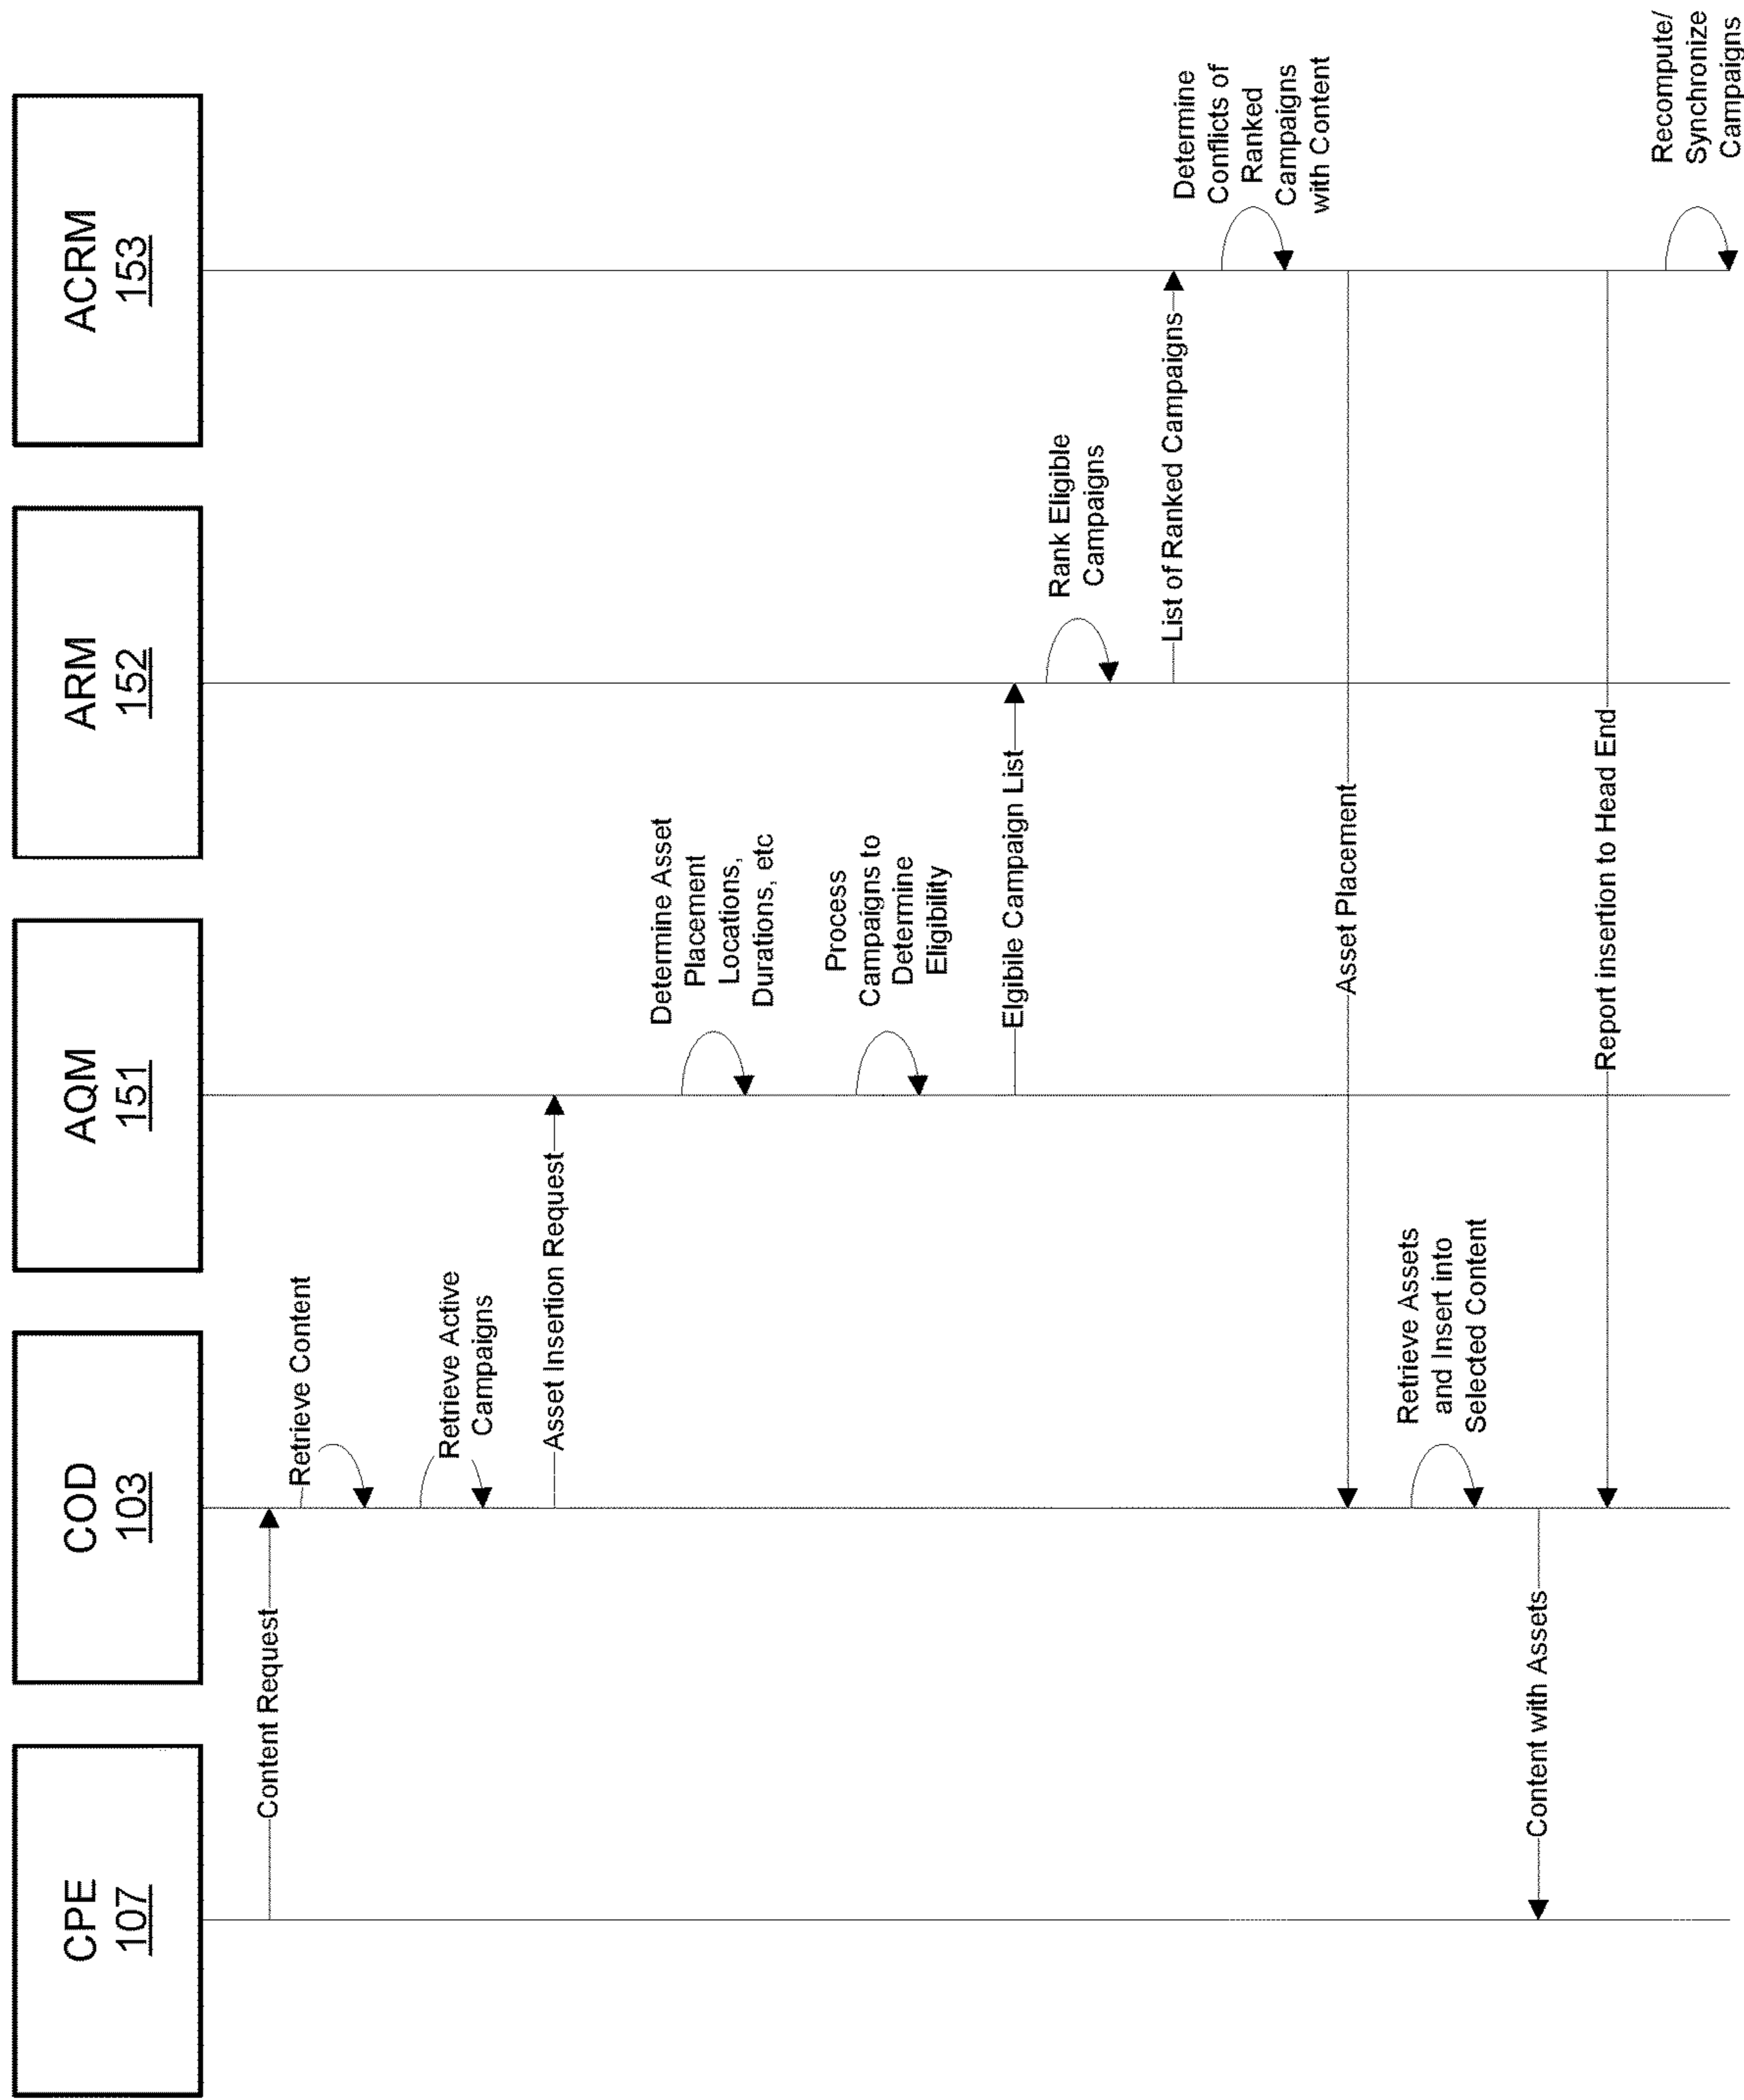 CPE
107
COD
103
AQM
151
ARM
152
ACRM
153
Content Request
Retrieve Content
Retrieve Active
Campaigns
Asset Insertion Request
Determine Asset
Placement
Locations,
Durations, etc
Process
Campaigns to
Determine
Eligibility
Elgibile Campaign List
Rank Eligible
Campaigns
List of Ranked Campaigns
Determine
Conflicts of
Ranked
Campaigns
with Content
Asset Placement
Retrieve Assets
and Insert into
Selected Content
Content with Assets
Report insertion to Head End
Recompute/
Synchronize
Campaigns